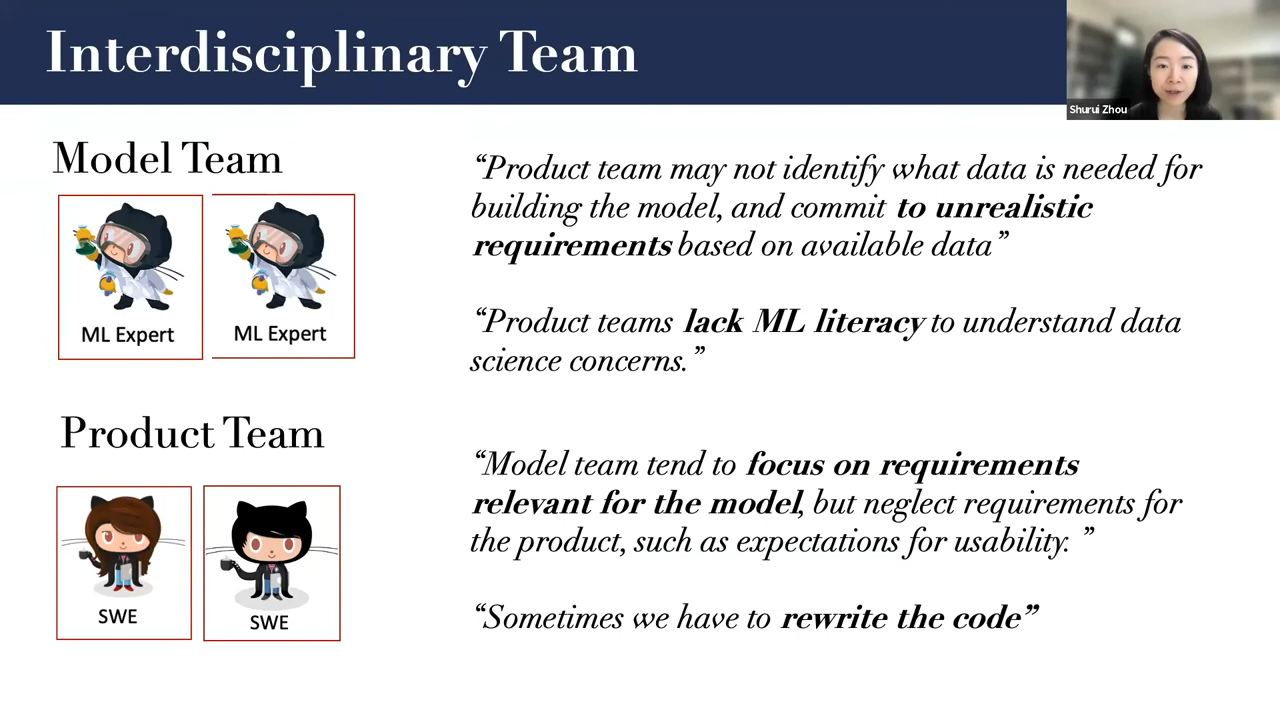 Interdisciplinary Team
Shurui Zhou
Model Team
ML Expert
ML Expert
“Product team may not identify what data is needed for
building the model, and commit to unrealistic
requirements based on available data”
“Product teams lack ML literacy to understand data
science concerns.”
Product Team
SWE
SWE
“Model team tend to focus on requirements
relevant for the model, but neglect requirements for
the product, such as expectations for usability. ”
“Sometimes we have to rewrite the code”